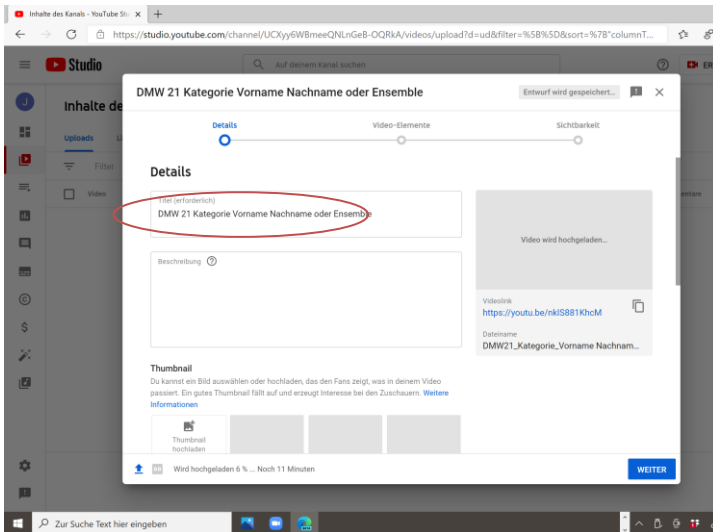 Inhalte des Kanals - YouTube Stu
https://studio.youtube.com/channel/UCXyy6WBmeeQNLnGeB-OQRkA/videos/upload?d=ud&filter=%5B%5D&sort=%7B"columnT...
Studio
Auf deinem Kanal suchen
ER
DMW 21 Kategorie Vorname Nachname oder Ensemble
Entwurf wird gespeichert...
J
Inhalte de
Details
Video-Elemente
Sichtbarkeit
Uploads
Li
Filter
Details
Video
Titel (erforderlich)
DMW 21 Kategorie Vorname Nachname oder Ensemble
Video wird hochgeladen...
Beschreibung
Videolink
https://youtu.be/nklS881KhcM
Dateiname
DMW21_Kategorie_Vorname Nachnam...
Thumbnail
Du kannst ein Bild auswählen oder hochladen, das den Fans zeigt, was in deinem Video
passiert. Ein gutes Thumbnail fällt auf und erzeugt Interesse bei den Zuschauern. Weitere
Informationen
Thumbnail
hochladen
Wird hochgeladen 6 % ... Noch 11 Minuten
WEITER
Zur Suche Text hier eingeben